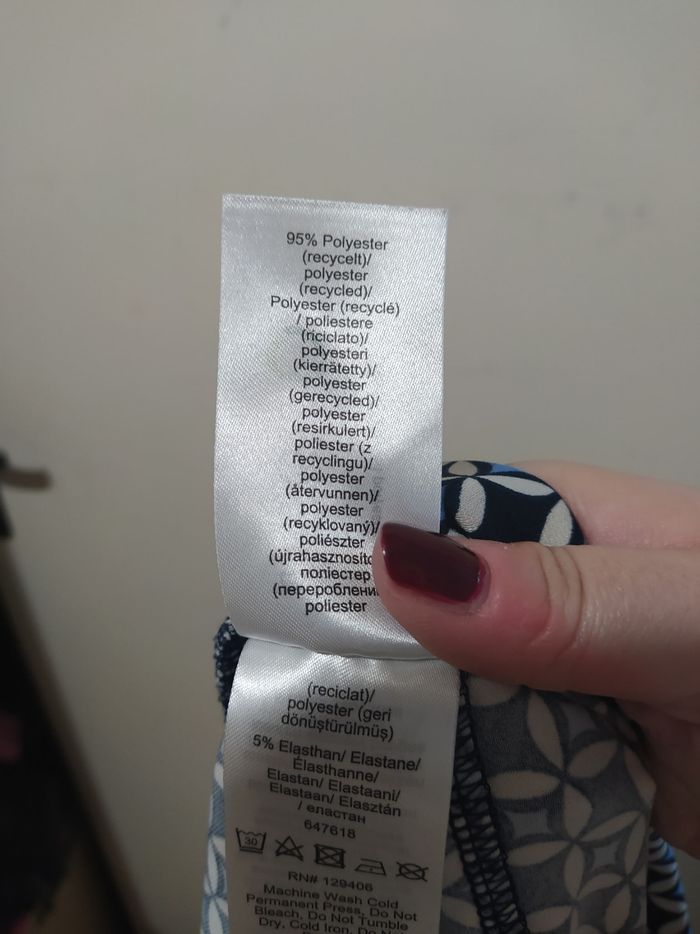 95% Polyester
(recycelt)/
polyester
(recycled)/
Polyester (recyclé)
/ poliestere
(riciclato)/
polyesteri
(kierrätetty)/
polyester
(gerecycled)/
polyester
(resirkulert)/
poliester (z
recyclingu)/
polyester
(återvunnen)/
polyester
(recyklovaný)/
poliészter
поліестер
poliester
(reciclat)/
polyester (geri
dönüştürülmüş)
5% Elasthan/ Elastane/
Élasthanne/
Elastan/ Elastaani/
Elastaan/ Elasztán
/ еластан
647618
30
RN# 129406
Machine Wash Cold
Permanent Press, Do Not
Bleach, Do Not Tumble
Dry, Cold Iron, Do Not